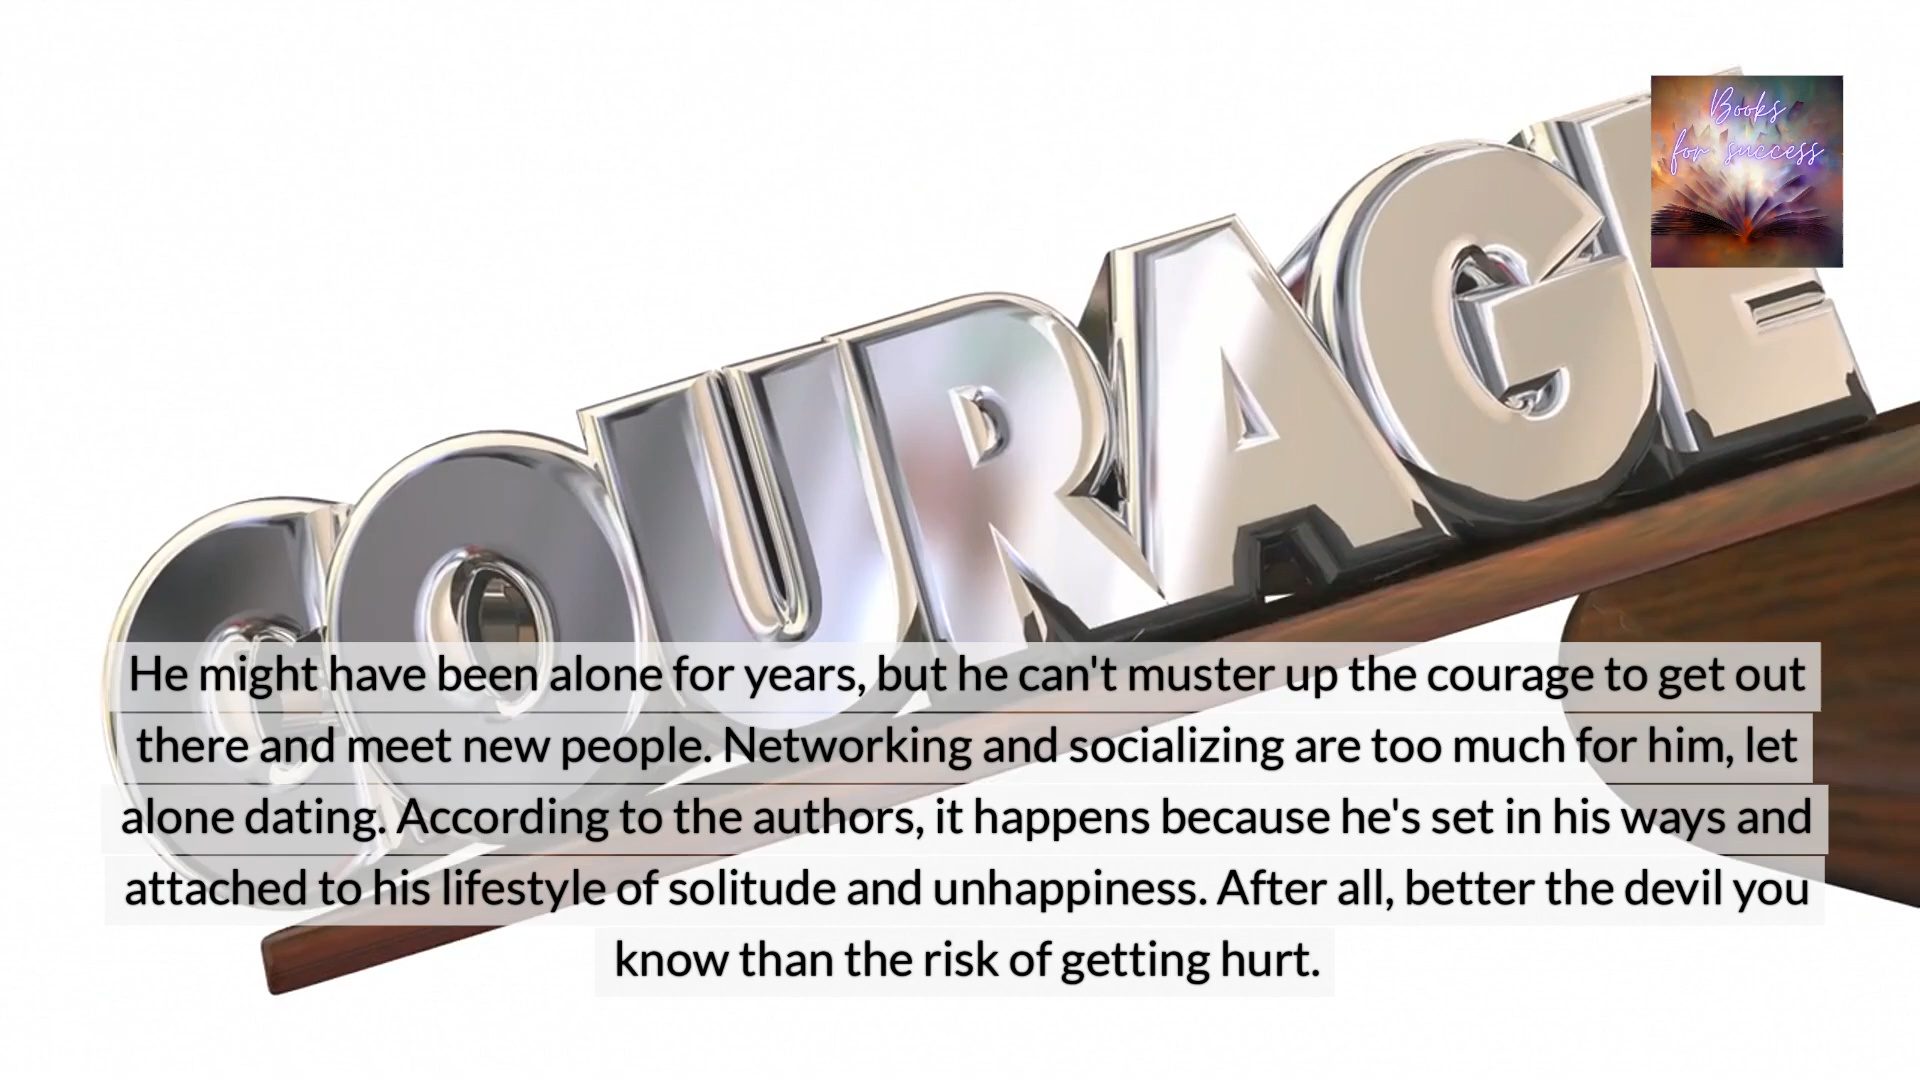 Books
for success
COURAGE
He might have been alone for years, but he can't muster up the courage to get out
there and meet new people. Networking and socializing are too much for him, let
alone dating. According to the authors, it happens because he's set in his ways and
attached to his lifestyle of solitude and unhappiness. After all, better the devil you
know than the risk of getting hurt.